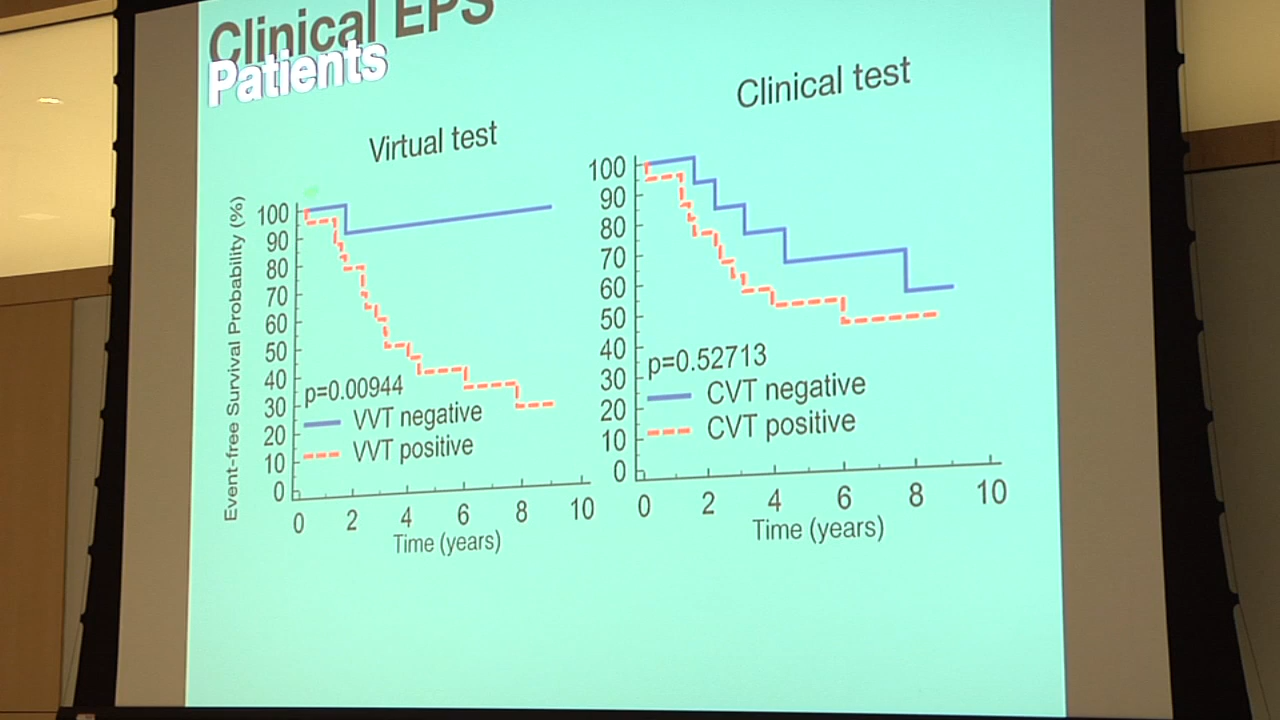 Clinical EPS
Patients
Virtual test
Event-free Survival Probability (%)
100
90
80
70
60
50
40
30
20
10
0
p=0.00944
VVT negative
VVT positive
0 2 4 6 8 10
Time (years)
Clinical test
100
90
80
70
60
50
40
30
20
10
0
p=0.52713
CVT negative
CVT positive
0 2 4 6 8 10
Time (years)